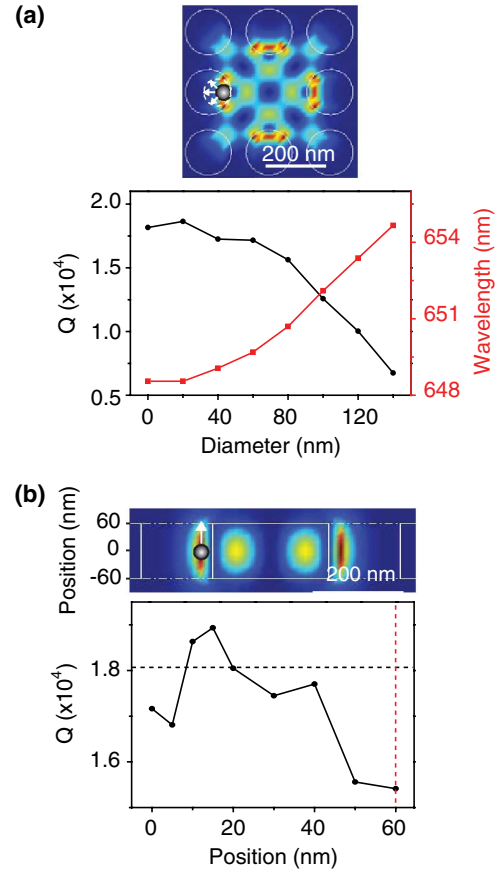 (a)
200 nm
2.0
1.5
1.0
0.5
Q (x10⁴)
654
651
648
Wavelength (nm)
0 40 80 120
Diameter (nm)
(b)
Position (nm)
60
0
-60
200 nm
1.8
1.6
Q (x10⁴)
0 20 40 60
Position (nm)